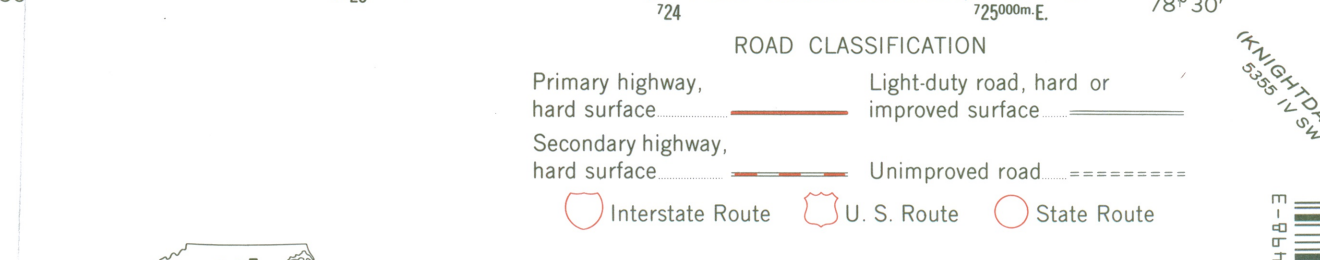 724
725000m.E.
78° 30'
ROAD CLASSIFICATION
Primary highway,
hard surface
Light-duty road, hard or
improved surface
Secondary highway,
hard surface
Unimproved road
Interstate Route
U. S. Route
State Route
(KNIGHTDA
5355 IV SW